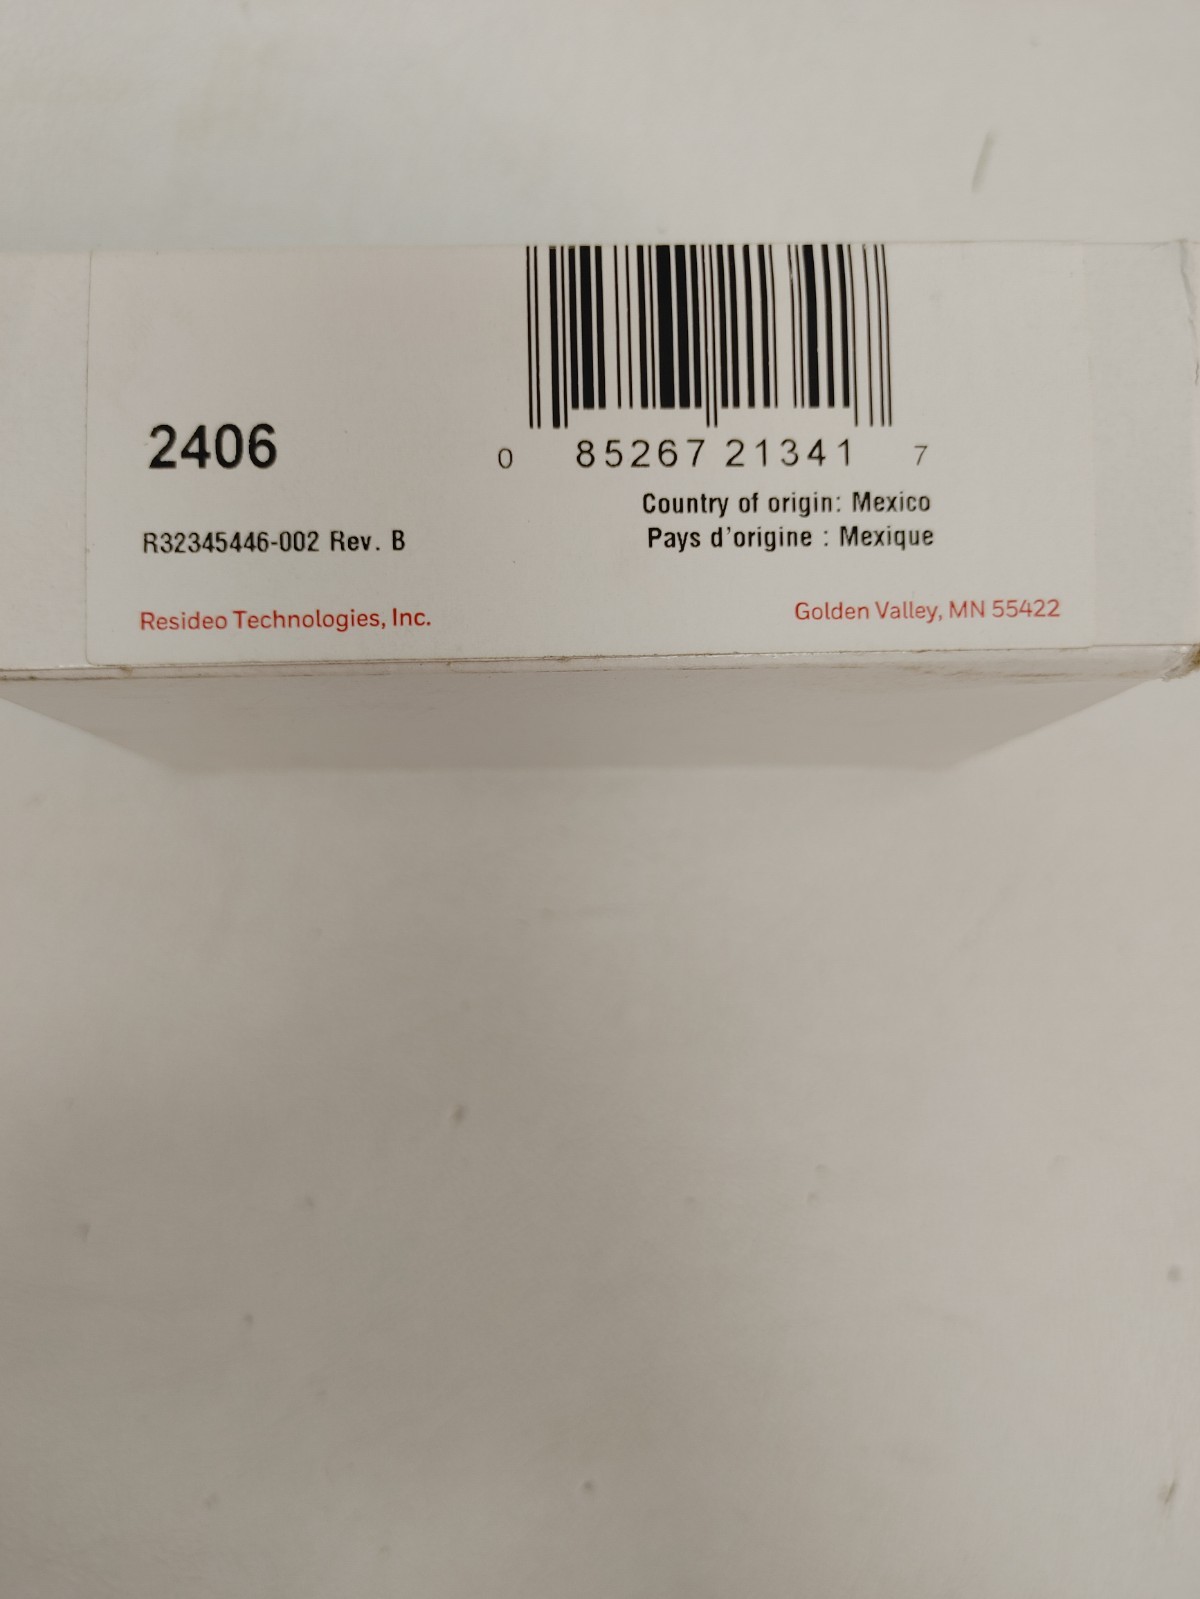 0 85267 21341 7
2406
Country of origin: Mexico
R32345446-002 Rev. B
Pays d'origine : Mexique
Resideo Technologies, Inc.
Golden Valley, MN 55422